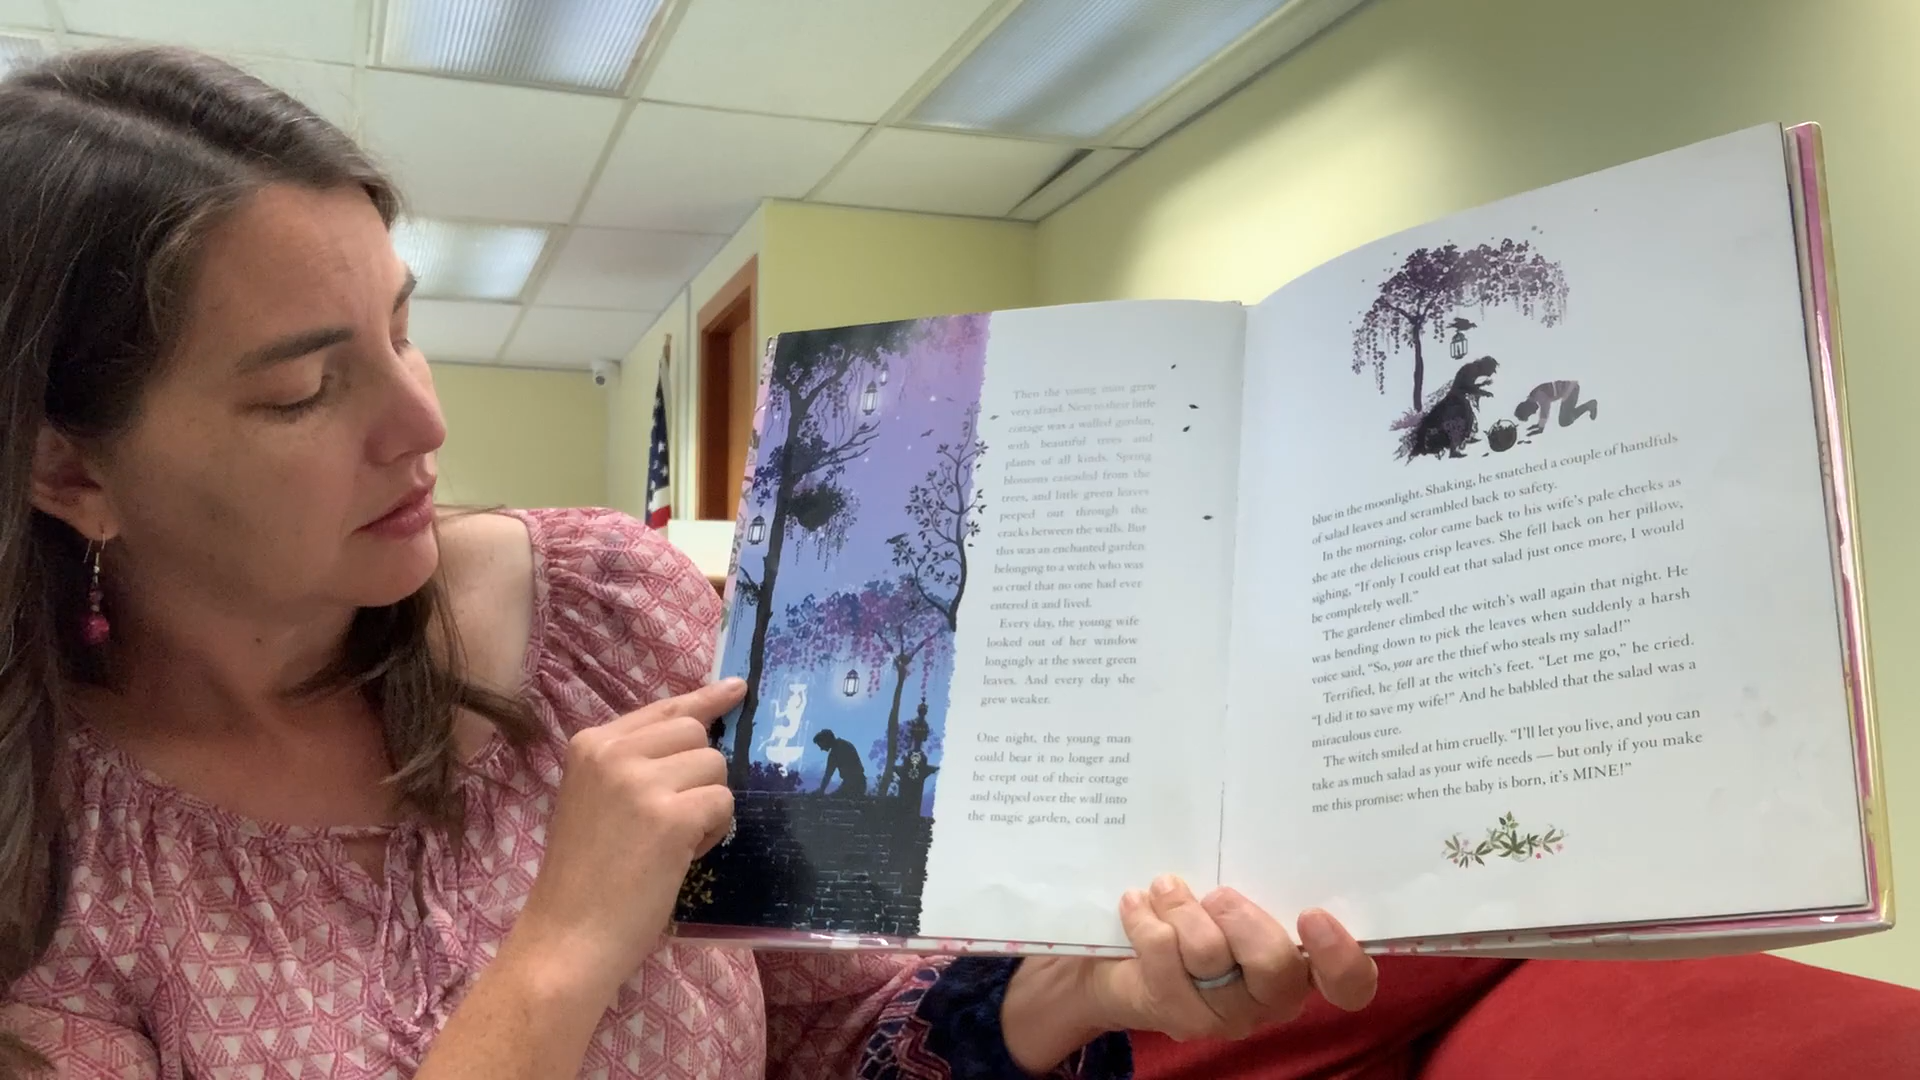 Then the young man grew
very afraid. Next to their little
cottage was a walled garden,
with beautiful trees and
plants of all kinds. Spring
blossoms cascaded from the
trees, and little green leaves
peeped out through the
cracks between the walls. But
this was an enchanted garden
belonging to a witch who was
so cruel that no one had ever
entered it and lived.
Every day, the young wife
looked out of her window
longingly at the sweet green
leaves. And every day she
grew weaker.
One night, the young man
could bear it no longer and
he crept out of their cottage
and slipped over the wall into
the magic garden, cool and
blue in the moonlight. Shaking, he snatched a couple of handfuls
of salad leaves and scrambled back to safety.
In the morning, color came back to his wife's pale cheeks as
she ate the delicious crisp leaves. She fell back on her pillow,
sighing, "If only I could eat that salad just once more, I would
be completely well."
The gardener climbed the witch's wall again that night. He
was bending down to pick the leaves when suddenly a harsh
voice said, "So, you are the thief who steals my salad!"
Terrified, he fell at the witch's feet. "Let me go," he cried.
"I did it to save my wife!" And he babbled that the salad was a
miraculous cure.
The witch smiled at him cruelly. "I'll let you live, and you can
take as much salad as your wife needs — but only if you make
me this promise: when the baby is born, it's MINE!"